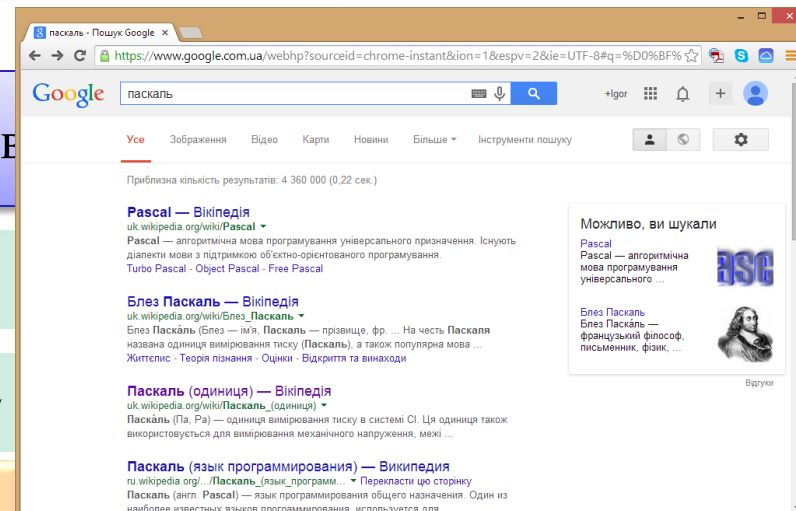 паскаль - Пошук Google
https://www.google.com.ua/webhp?sourceid=chrome-instant&ion=1&espv=2&ie=UTF-8#q=%D0%BF%
Google паскаль +Igor
Усе Зображення Відео Карти Новини Більше Інструменти пошуку
Приблизна кількість результатів: 4 360 000 (0,22 сек.)
Pascal — Вікіпедія
uk.wikipedia.org/wiki/Pascal
Pascal — алгоритмічна мова програмування універсального призначення. Існують
діалекти мови з підтримкою об'єктно-орієнтованого програмування.
Turbo Pascal - Object Pascal - Free Pascal
Блез Паскаль — Вікіпедія
uk.wikipedia.org/wiki/Блез_Паскаль
Блез Паска́ль (Блез — ім'я, Паскаль — прізвище, фр. ... На честь Паскаля
названа одиниця вимірювання тиску (Паскаль), а також популярна мова ...
Життєпис - Теорія пізнання - Оцінки - Відкриття та винаходи
Паскаль (одиниця) — Вікіпедія
uk.wikipedia.org/wiki/Паскаль_(одиниця)
Паска́ль (Па, Pa) — одиниця вимірювання тиску в системі СІ. Ця одиниця також
використовується для вимірювання механічного напруження, межі ...
Паскаль (язык программирования) — Википедия
ru.wikipedia.org/.../Паскаль_(язык_программ... Перекласти цю сторінку
Паскаль (англ. Pascal) — язык программирования общего назначения. Один из
наиболее известных языков программирования, используется для
Можливо, ви шукали
Pascal
Pascal — алгоритмічна
мова програмування
універсального ...
Блез Паскаль
Блез Паска́ль —
французький філософ,
письменник, фізик, ...
Відгуки